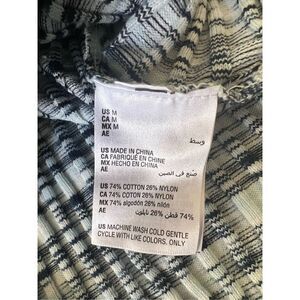 US M
CA M
MX M
AE وسط
US MADE IN CHINA
CA FABRIQUÉ EN CHINE
MX HECHO EN CHINA
AE صنع في الصين
US 74% COTTON 26% NYLON
CA 74% COTON 26% NYLON
MX 74% algodón 26% nilón
AE 74% قطن 26% نايلون
US MACHINE WASH COLD GENTLE
CYCLE WITH LIKE COLORS. ONLY